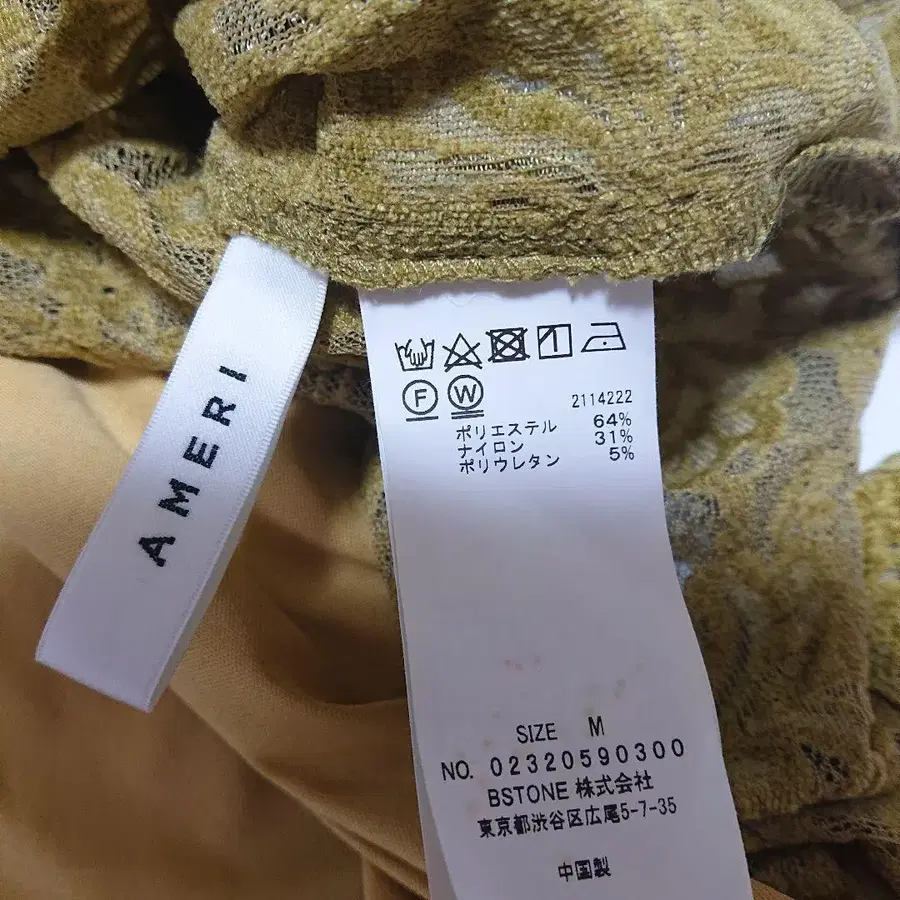 AMERI
F W
2114222
ポリエステル 64%
ナイロン 31%
ポリウレタン 5%
SIZE M
NO. 02320590300
BSTONE 株式会社
東京都渋谷区広尾5-7-35
中国製